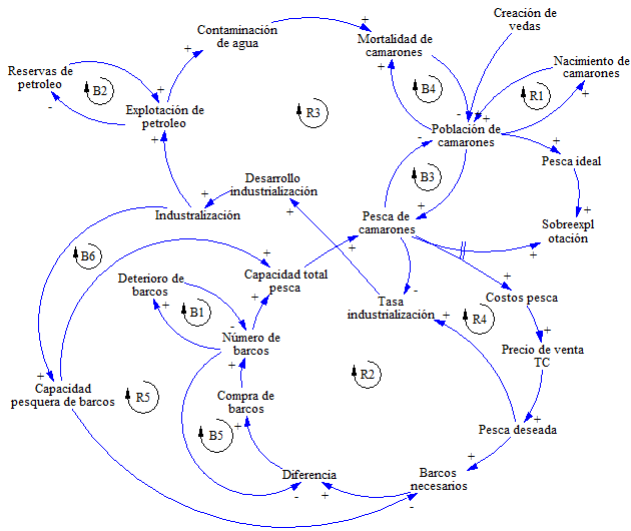 Creación de
vedas
Contaminación
de agua
Mortalidad de
camarones
Nacimiento de
camarones
Reservas de
petroleo
B2
Explotación de
petroleo
R3
B4
R1
Población de
camarones
Pesca ideal
B3
Desarrollo
industrialización
Industralización
Pesca de
camarones
Sobreexpl
otación
B6
Capacidad total
pesca
Deterioro de
barcos
B1
Tasa
industrialización
Costos pesca
R4
Número de
barcos
Precio de venta
TC
Capacidad
pesquera de barcos
R5
Compra de
barcos
R2
B5
Pesca deseada
Diferencia
Barcos
necesarios